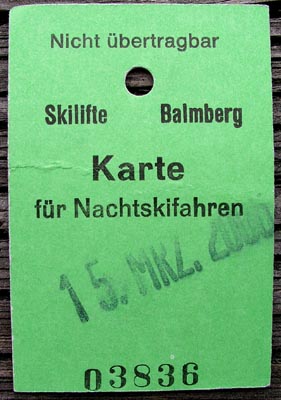 Nicht übertragbar
Skilifte Balmberg
Karte
für Nachtskifahren
15. MRZ.
03836